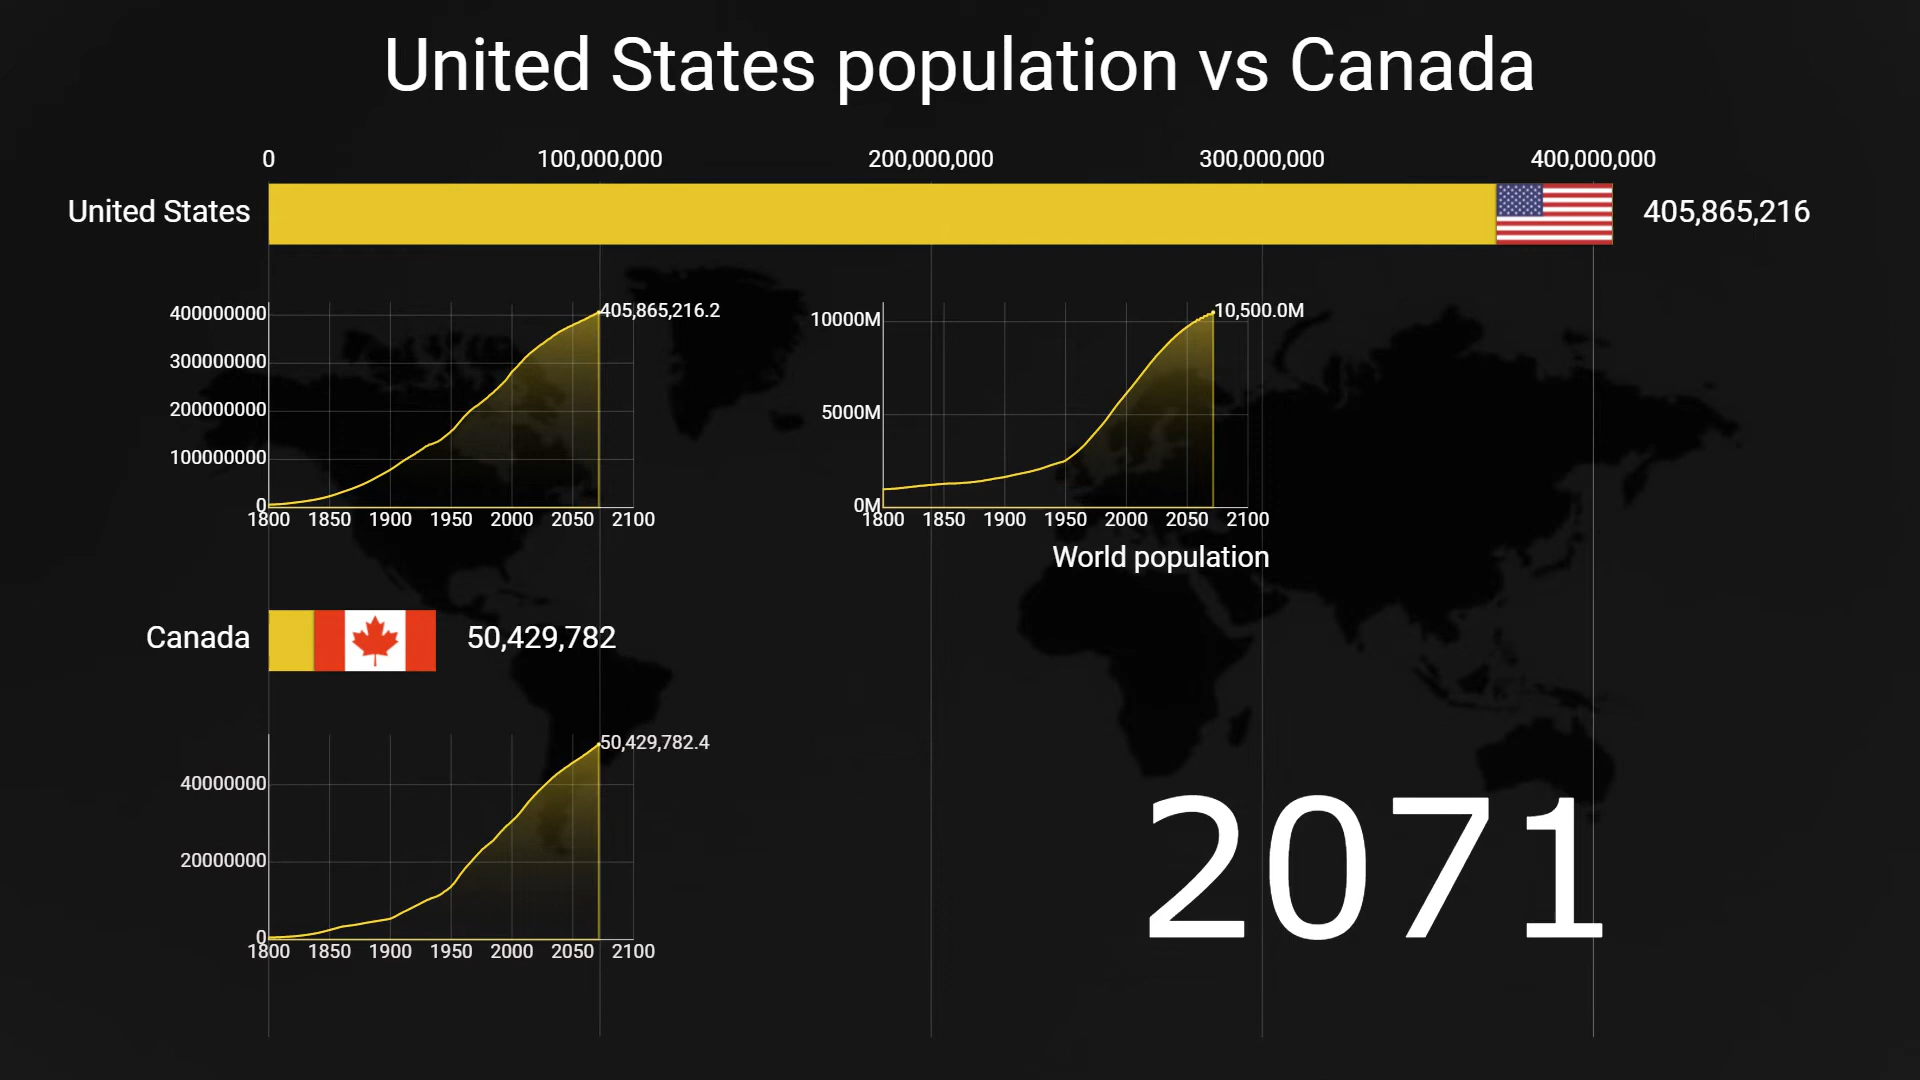 United States population vs Canada
0 100,000,000 200,000,000 300,000,000 400,000,000
United States 405,865,216
400000000
300000000
200000000
100000000
0
405,865,216.2
1800 1850 1900 1950 2000 2050 2100
10000M
5000M
0M
10,500.0M
1800 1850 1900 1950 2000 2050 2100
World population
Canada 50,429,782
40000000
20000000
0
50,429,782.4
1800 1850 1900 1950 2000 2050 2100
2071